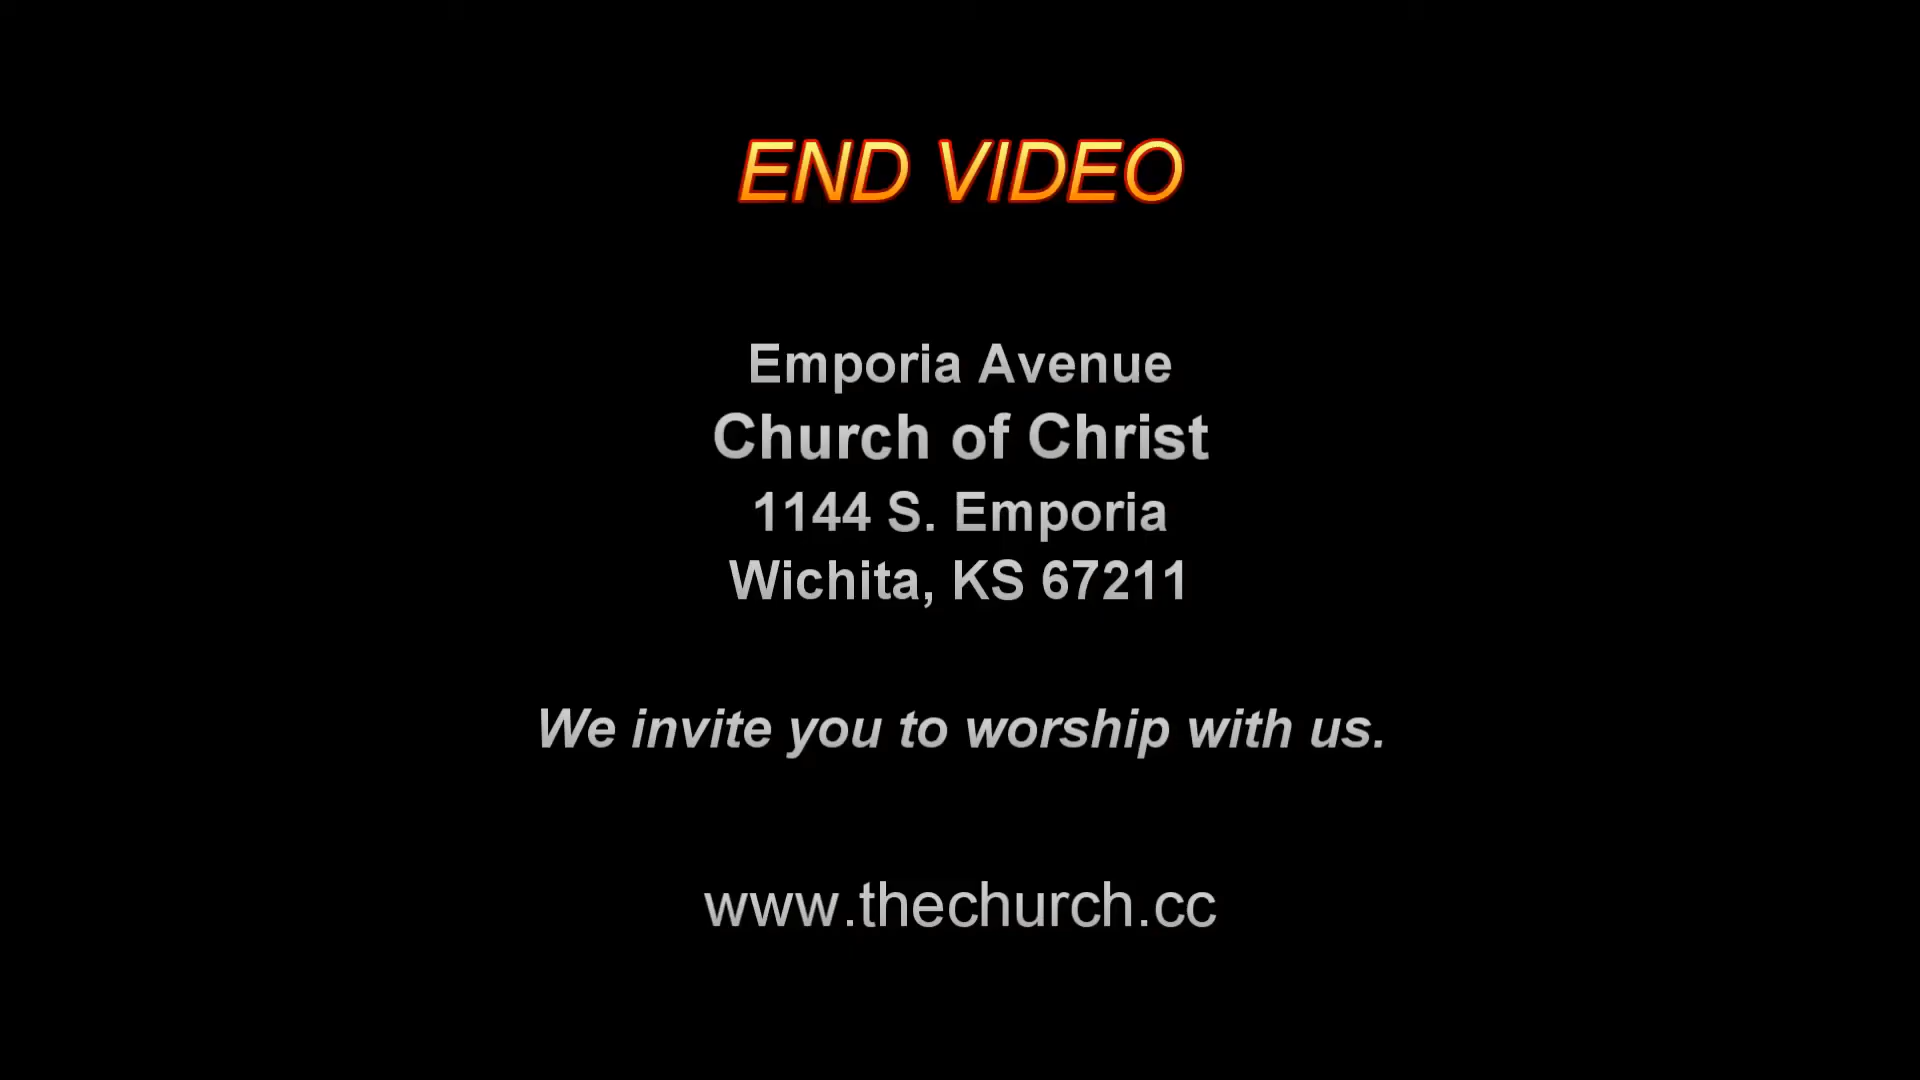 END VIDEO
Emporia Avenue
Church of Christ
1144 S. Emporia
Wichita, KS 67211
We invite you to worship with us.
www.thechurch.cc